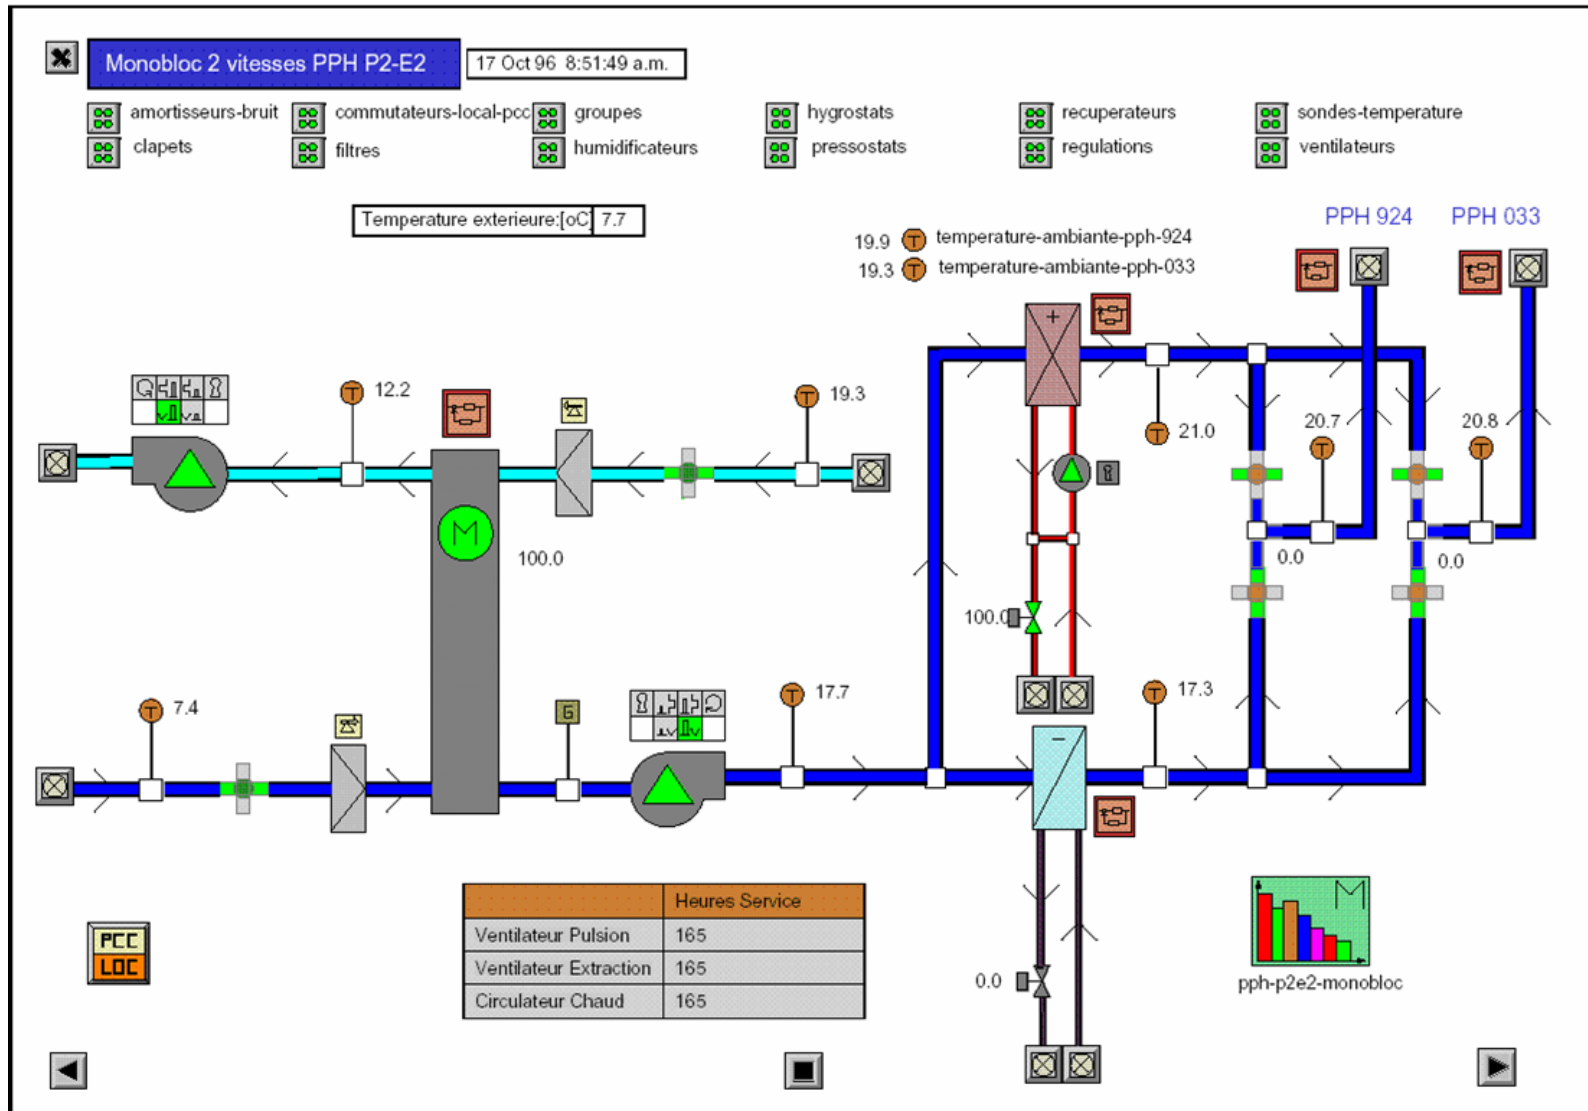 Monobloc 2 vitesses PPH P2-E2
17 Oct 96 8:51:49 a.m.
amortisseurs-bruit
commutateurs-local-pcc
groupes
hygrostats
recuperateurs
sondes-temperature
clapets
filtres
humidificateurs
pressostats
regulations
ventilateurs
Temperature exterieure:[oC] 7.7
PPH 924
PPH 033
19.9 T temperature-ambiante-pph-924
19.3 T temperature-ambiante-pph-033
+
T 12.2
T 19.3
T 21.0
20.7
T
20.8
T
M
100.0
0.0
0.0
100.0
T 7.4
G
T 17.7
T 17.3
-
Heures Service
Ventilateur Pulsion 165
Ventilateur Extraction 165
Circulateur Chaud 165
PCC
LOC
0.0
M
pph-p2e2-monobloc